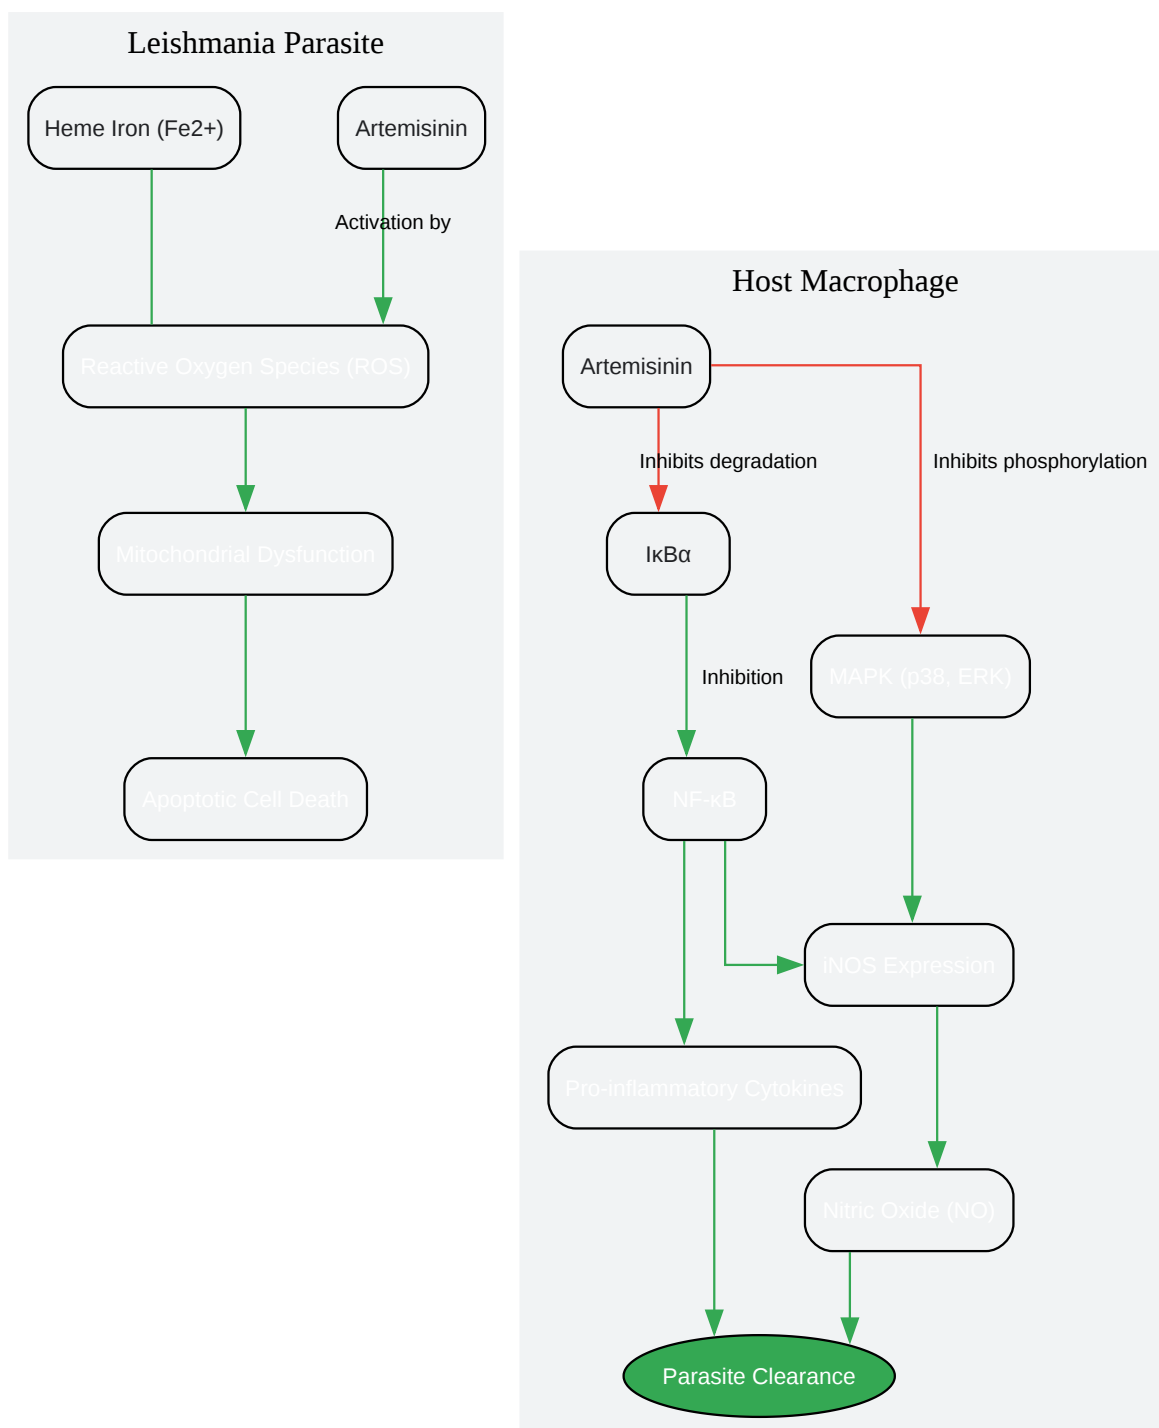 Leishmania Parasite
Heme Iron (Fe2+)
Artemisinin
Activation by
Reactive Oxygen Species (ROS)
Mitochondrial Dysfunction
Apoptotic Cell Death
Host Macrophage
Artemisinin
Inhibits degradation
Inhibits phosphorylation
IκBα
Inhibition
MAPK (p38, ERK)
NF-κB
iNOS Expression
Pro-inflammatory Cytokines
Nitric Oxide (NO)
Parasite Clearance